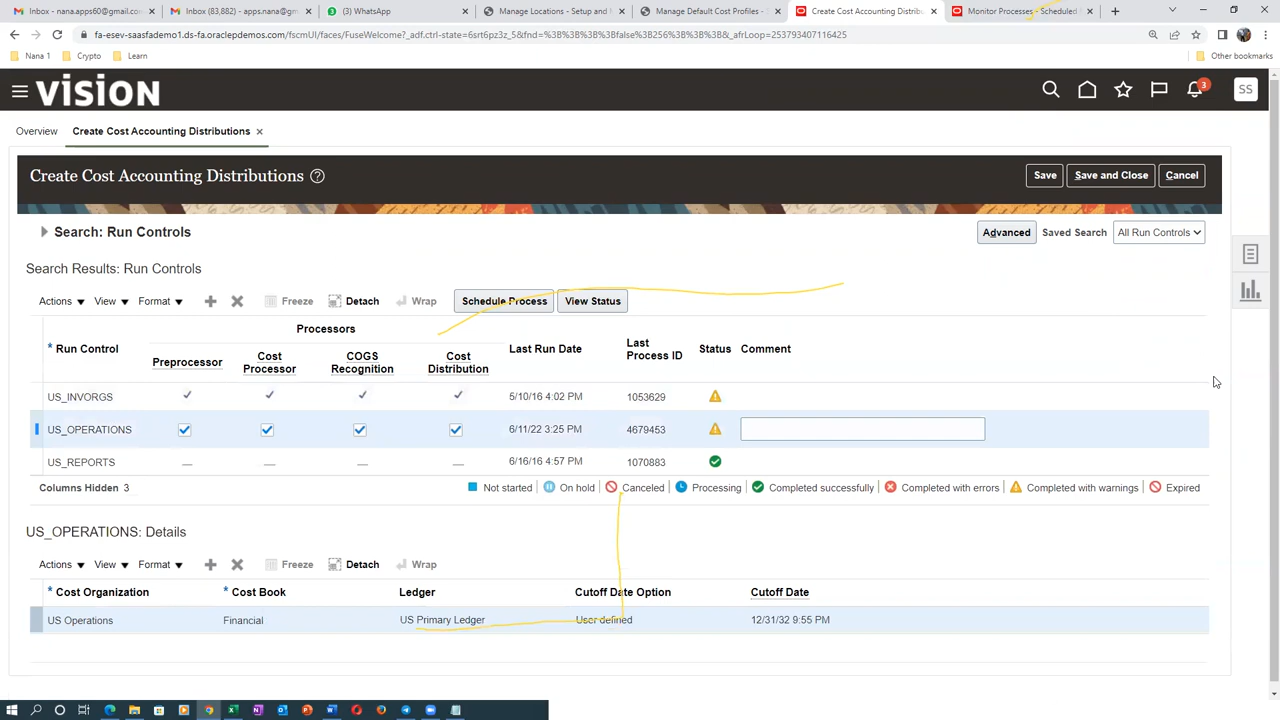 Inbox - nana.apps60@gmail.com
Inbox (83,882) - apps.na@gm
(3) WhatsApp
Manage Locations - Setup and M
Manage Default Cost Profiles -
Create Cost Accounting Distribu
Monitor Processes - Scheduled
fa-esev-saasfademo1.ds-fa.oraclepdemos.com/fscmUI/faces/FuseWelcome?_adf.ctrl-state=6srt6pz3z_5&fnd=%3B%3B%3B%3Bfalse%3B256%3B%3B%3B&_afrLoop=253793407116425
Nana 1
Crypto
Learn
Other bookmarks
VISION
3
SS
Overview
Create Cost Accounting Distributions
Create Cost Accounting Distributions
Save
Save and Close
Cancel
Search: Run Controls
Advanced
Saved Search
All Run Controls
Search Results: Run Controls
Actions View Format Freeze Detach Wrap Schedule Process View Status
Processors
* Run Control Preprocessor Cost Processor COGS Recognition Cost Distribution Last Run Date Last Process ID Status Comment
US_INVORGS 5/10/16 4:02 PM 1053629
US_OPERATIONS 6/11/22 3:25 PM 4679453
US_REPORTS 6/16/16 4:57 PM 1070883
Columns Hidden 3 Not started On hold Canceled Processing Completed successfully Completed with errors Completed with warnings Expired
US_OPERATIONS: Details
Actions View Format Freeze Detach Wrap
* Cost Organization * Cost Book Ledger Cutoff Date Option Cutoff Date
US Operations Financial US Primary Ledger User defined 12/31/32 9:55 PM